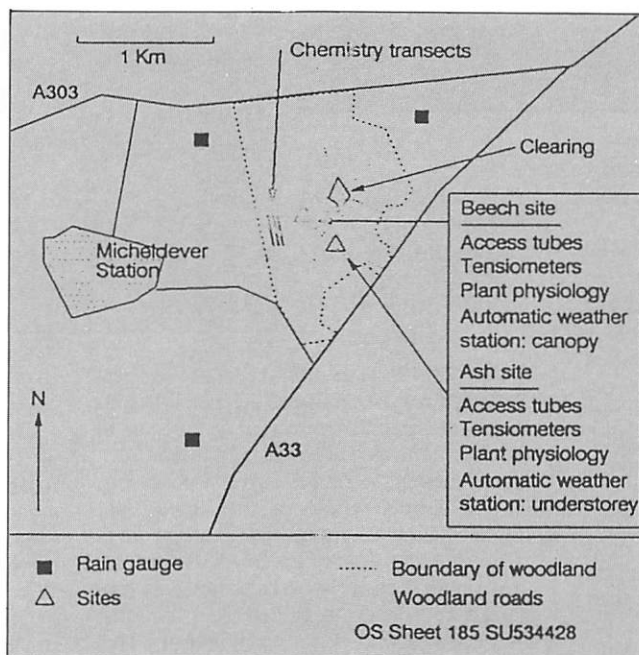 1 Km
Chemistry transects
A303
Clearing
Micheldever
Station
Beech site
Access tubes
Tensiometers
Plant physiology
Automatic weather
station: canopy
Ash site
Access tubes
Tensiometers
Plant physiology
Automatic weather
station: understorey
N
A33
Rain gauge
Boundary of woodland
Sites
Woodland roads
OS Sheet 185 SU534428